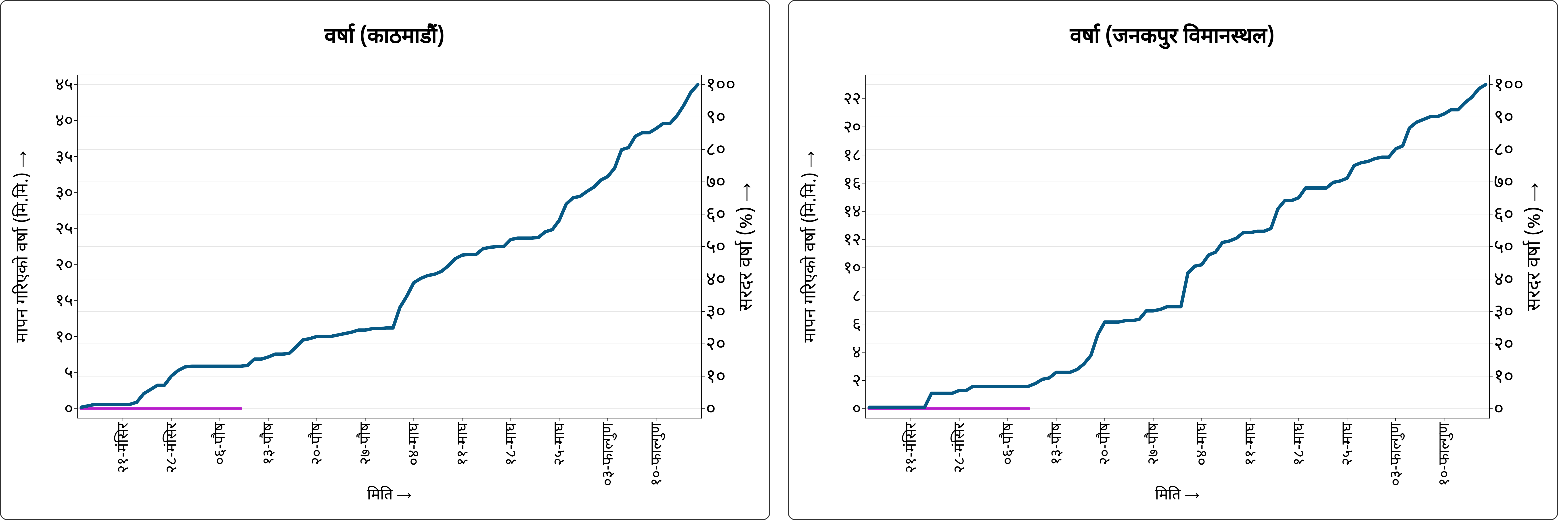 वर्षा (काठमाडौं)
मापन गरिएको वर्षा (मि.मि.) →
४५
४०
३५
३०
२५
२०
१५
१०
५
०
१००
९०
८०
७०
६०
५०
४०
३०
२०
१०
०
सरदर वर्षा (%) →
२१-मंसिर
२८-मंसिर
०६-पौष
१३-पौष
२०-पौष
२७-पौष
०४-माघ
११-माघ
१८-माघ
२५-माघ
०३-फाल्गुण
१०-फाल्गुण
मिति →
वर्षा (जनकपुर विमानस्थल)
मापन गरिएको वर्षा (मि.मि.) →
२२
२०
१८
१६
१४
१२
१०
८
६
४
२
०
१००
९०
८०
७०
६०
५०
४०
३०
२०
१०
०
सरदर वर्षा (%) →
२१-मंसिर
२८-मंसिर
०६-पौष
१३-पौष
२०-पौष
२७-पौष
०४-माघ
११-माघ
१८-माघ
२५-माघ
०३-फाल्गुण
१०-फाल्गुण
मिति →